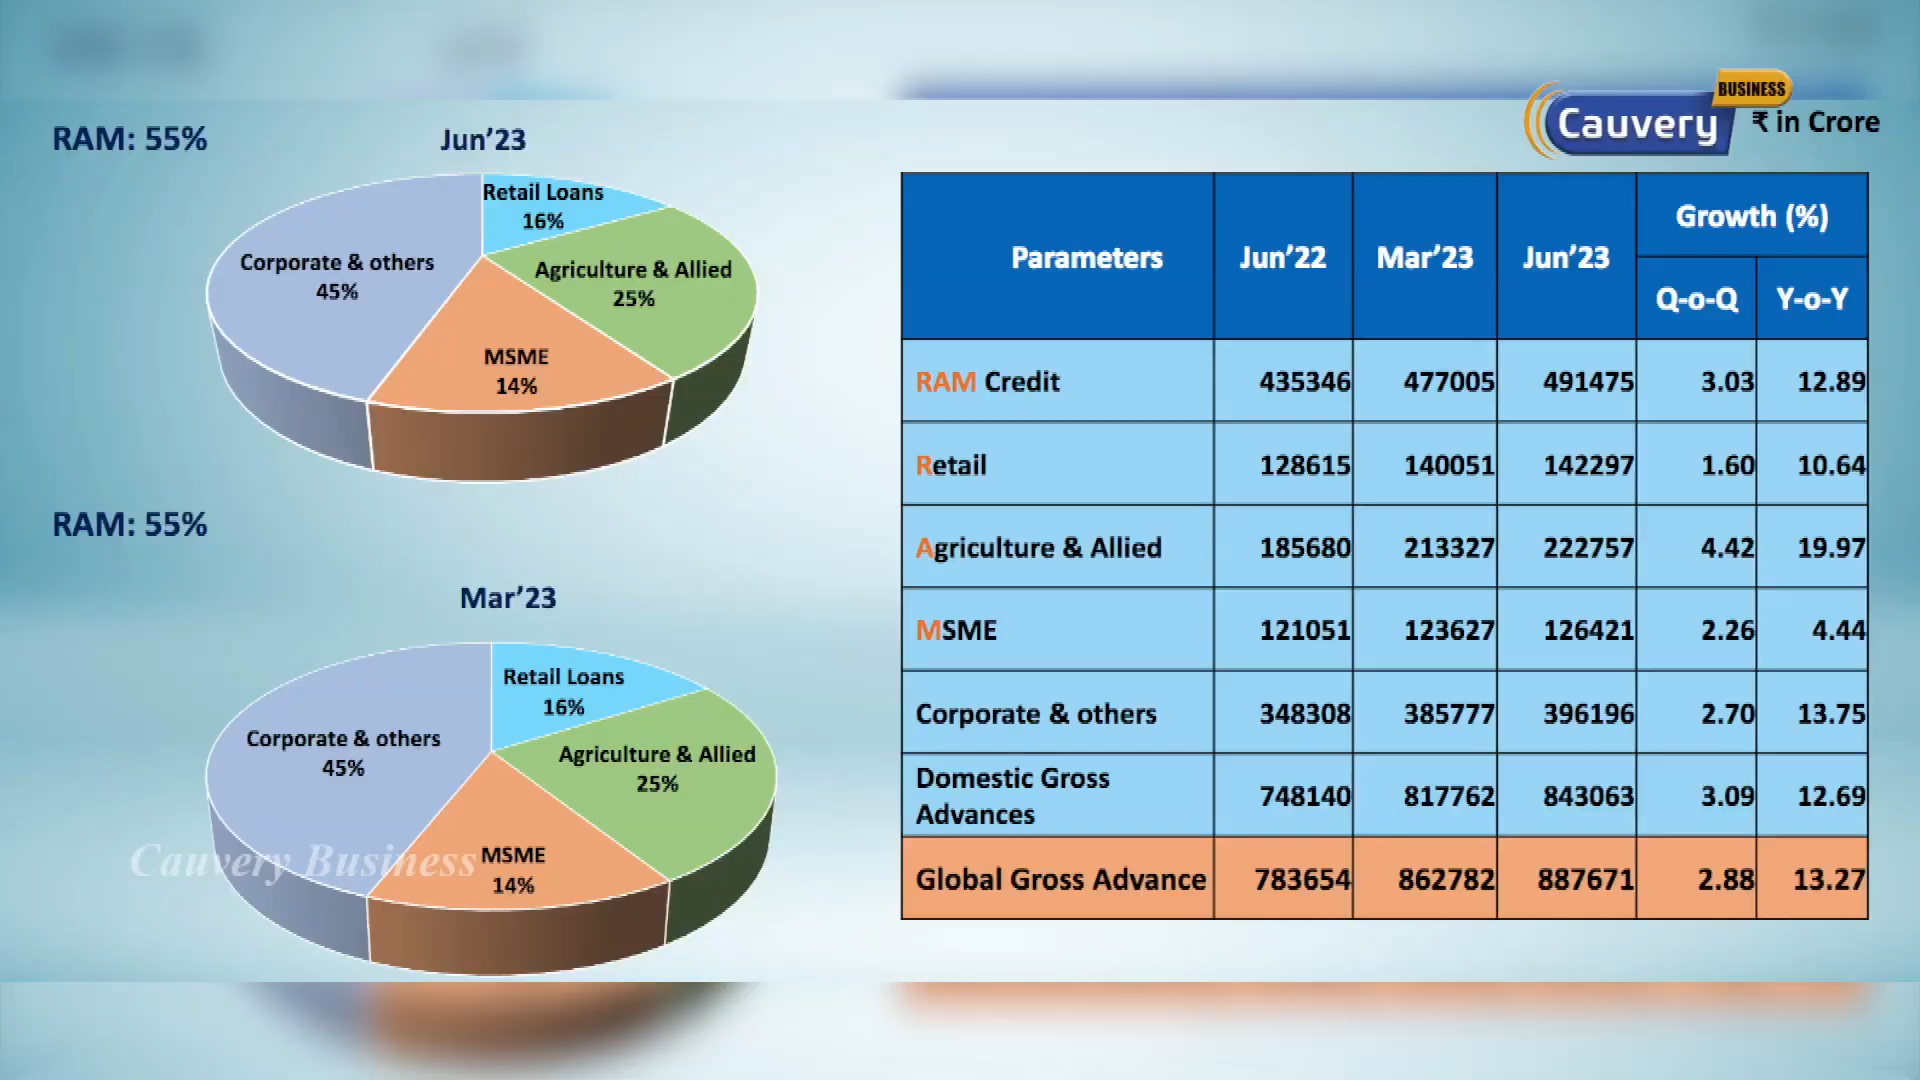 BUSINESS
Cauvery
₹ in Crore
RAM: 55%
Jun’23
Retail Loans
16%
Corporate & others
45%
Agriculture & Allied
25%
MSME
14%
RAM: 55%
Mar’23
Retail Loans
16%
Corporate & others
45%
Agriculture & Allied
25%
MSME
14%
Cauvery Business
Parameters Jun’22 Mar’23 Jun’23 Growth (%)
Q-o-Q Y-o-Y
RAM Credit 435346 477005 491475 3.03 12.89
Retail 128615 140051 142297 1.60 10.64
Agriculture & Allied 185680 213327 222757 4.42 19.97
MSME 121051 123627 126421 2.26 4.44
Corporate & others 348308 385777 396196 2.70 13.75
Domestic Gross
Advances 748140 817762 843063 3.09 12.69
Global Gross Advance 783654 862782 887671 2.88 13.27